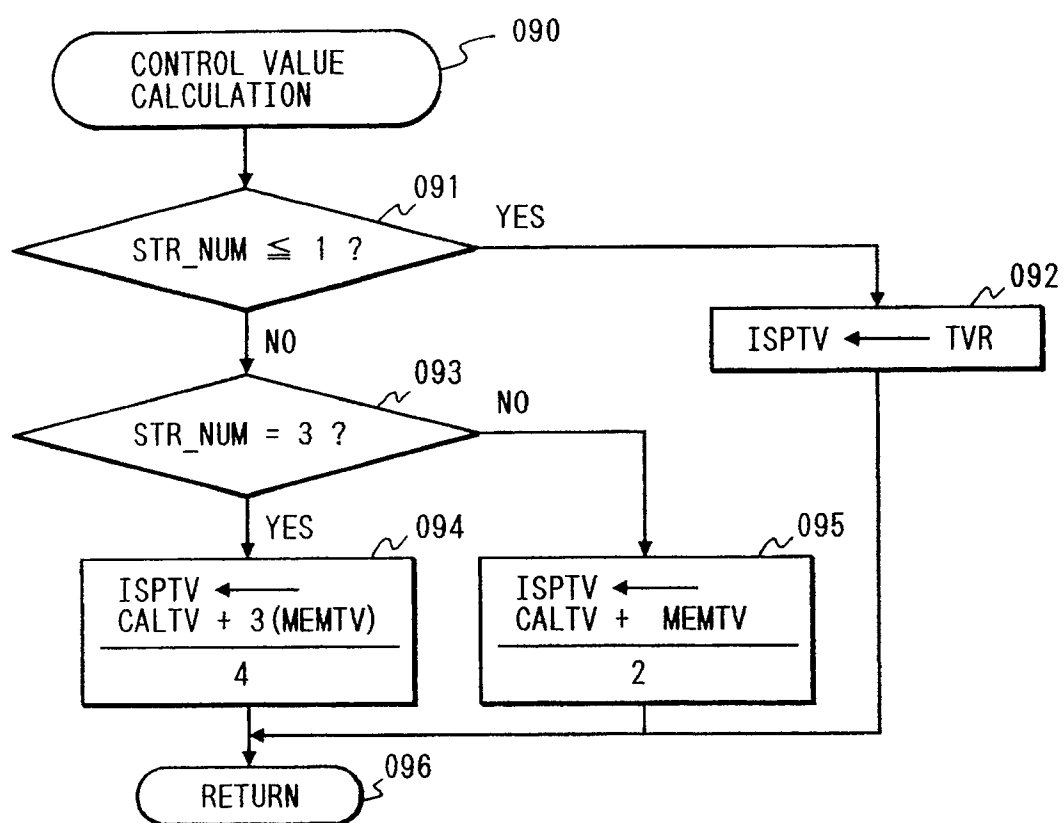 090
CONTROL VALUE
CALCULATION
091
STR_NUM ≦ 1 ?
YES
092
ISPTV ← TVR
NO
093
STR_NUM = 3 ?
NO
YES
094
ISPTV ←
CALTV + 3(MEMTV)
4
095
ISPTV ←
CALTV + MEMTV
2
096
RETURN